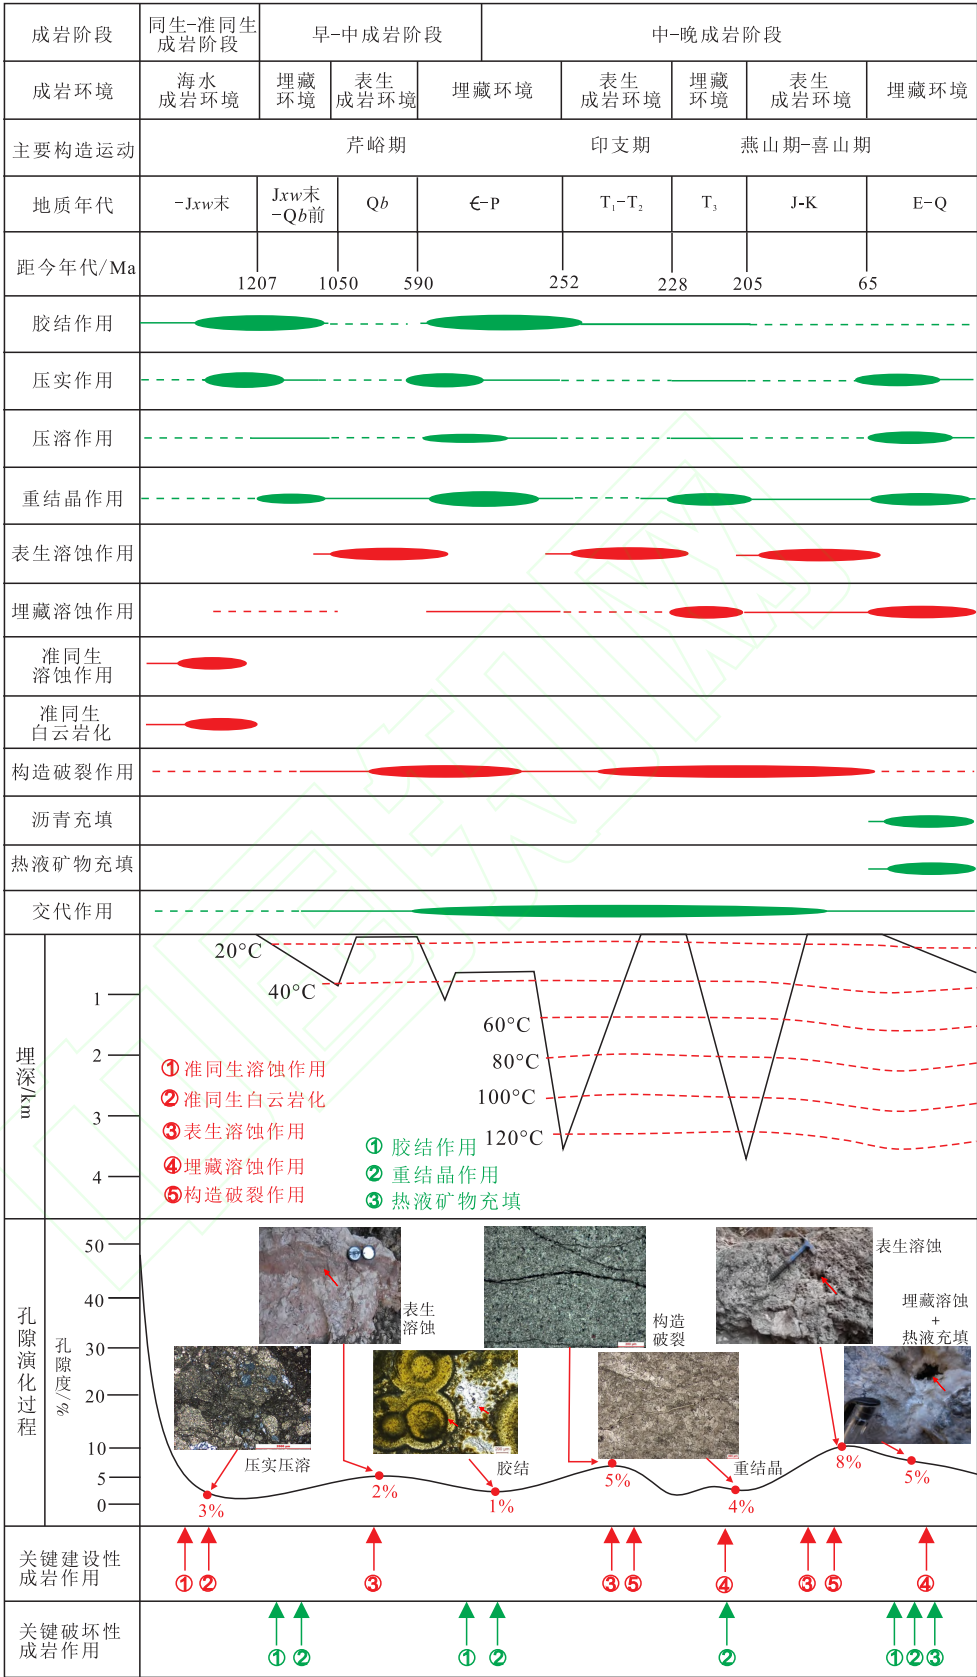 成岩阶段
同生-准同生
成岩阶段
早-中成岩阶段
中-晚成岩阶段
成岩环境
海水
成岩环境
埋藏
环境
表生
成岩环境
埋藏环境
表生
成岩环境
埋藏
环境
表生
成岩环境
埋藏环境
主要构造运动
芹峪期
印支期
燕山期-喜山期
地质年代
-Jxw末
Jxw末
-Qb前
Qb
Є-P
T₁-T₂
T₃
J-K
E-Q
距今年代/Ma
1207
1050
590
252
228
205
65
胶结作用
压实作用
压溶作用
重结晶作用
表生溶蚀作用
埋藏溶蚀作用
准同生
溶蚀作用
准同生
白云岩化
构造破裂作用
沥青充填
热液矿物充填
交代作用
埋深/km
1
2
3
4
20°C
40°C
60°C
80°C
100°C
120°C
①准同生溶蚀作用
②准同生白云岩化
③表生溶蚀作用
④埋藏溶蚀作用
⑤构造破裂作用
①胶结作用
②重结晶作用
③热液矿物充填
孔隙演化过程
孔隙度/%
50
40
30
20
10
5
0
表生
溶蚀
构造
破裂
表生溶蚀
埋藏溶蚀
+
热液充填
压实压溶
胶结
重结晶
3%
2%
1%
5%
4%
8%
5%
关键建设性
成岩作用
① ② ③ ③ ⑤ ④ ③ ⑤ ④
关键破坏性
成岩作用
① ② ① ② ② ① ② ③